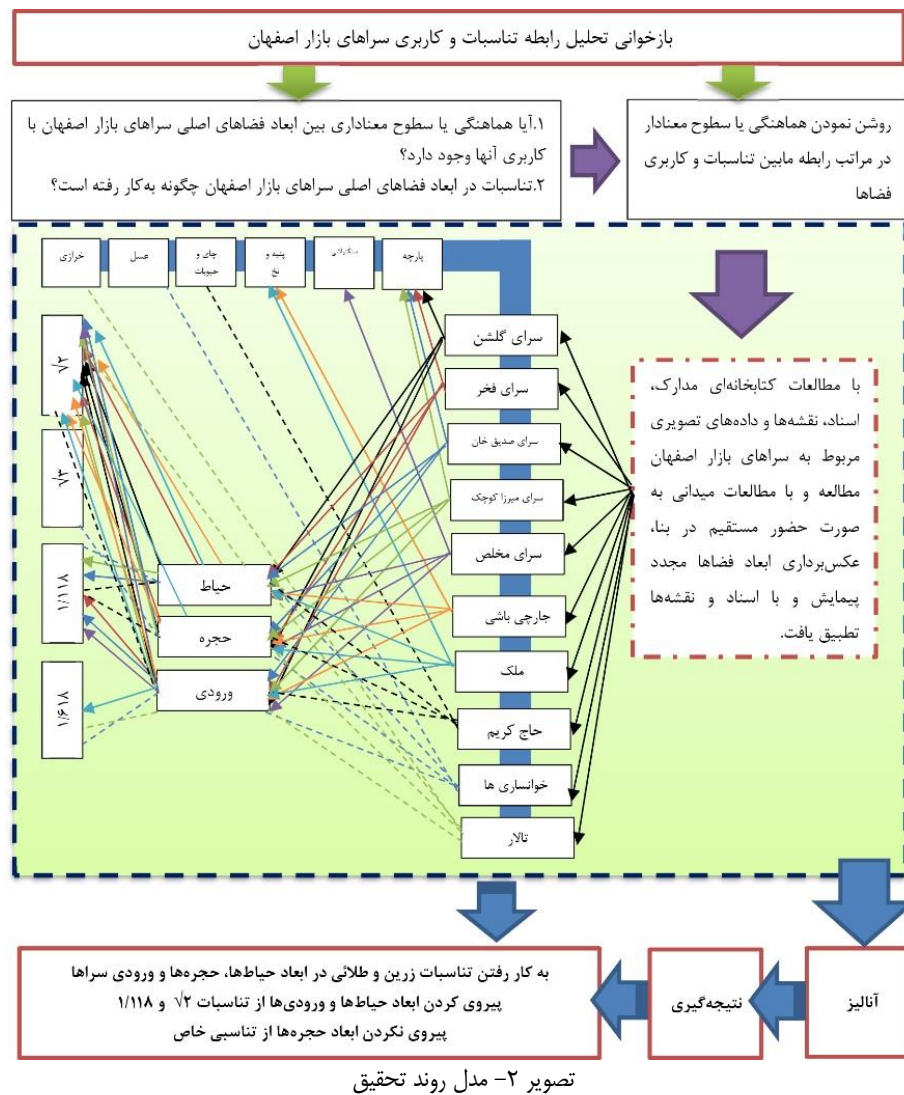 بازخوانی تحلیل رابطه تناسبات و کاربری سراهای بازار اصفهان
روشن نمودن هماهنگی یا سطوح معنادار
در مراتب رابطه مابین تناسبات و کاربری
فضاها
۱.آیا هماهنگی یا سطوح معناداری بین ابعاد فضاهای اصلی سراهای بازار اصفهان با
کاربری آنها وجود دارد؟
۲.تناسبات در ابعاد فضاهای اصلی سراهای بازار اصفهان چگونه به‌کار رفته است؟
پارچه
پنبه و
نخ
چای و
حبوبات
عسل
خرازی
با مطالعات کتابخانه‌ای مدارک،
اسناد، نقشه‌ها و داده‌های تصویری
مربوط به سراهای بازار اصفهان
مطالعه و با مطالعات میدانی به
صورت حضور مستقیم در بنا،
عکس‌برداری ابعاد فضاها مجدد
پیمایش و با اسناد و نقشه‌ها
تطبیق یافت.
سرای گلشن
سرای فخر
سرای صدیق خان
سرای میرزا کوچک
سرای مخلص
جارچی باشی
ملک
حاج کریم
خوانساری ها
تالار
حیاط
حجره
ورودی
√۲
√۳
۱/۱۱۸
۱/۶۱۸
آنالیز
نتیجه‌گیری
به کار رفتن تناسبات زرین و طلائی در ابعاد حیاط‌ها، حجره‌ها و ورودی سراها
پیروی کردن ابعاد حیاط‌ها و ورودی‌ها از تناسبات ۲√ و ۱/۱۱۸
پیروی نکردن ابعاد حجره‌ها از تناسبی خاص
تصویر ۲- مدل روند تحقیق